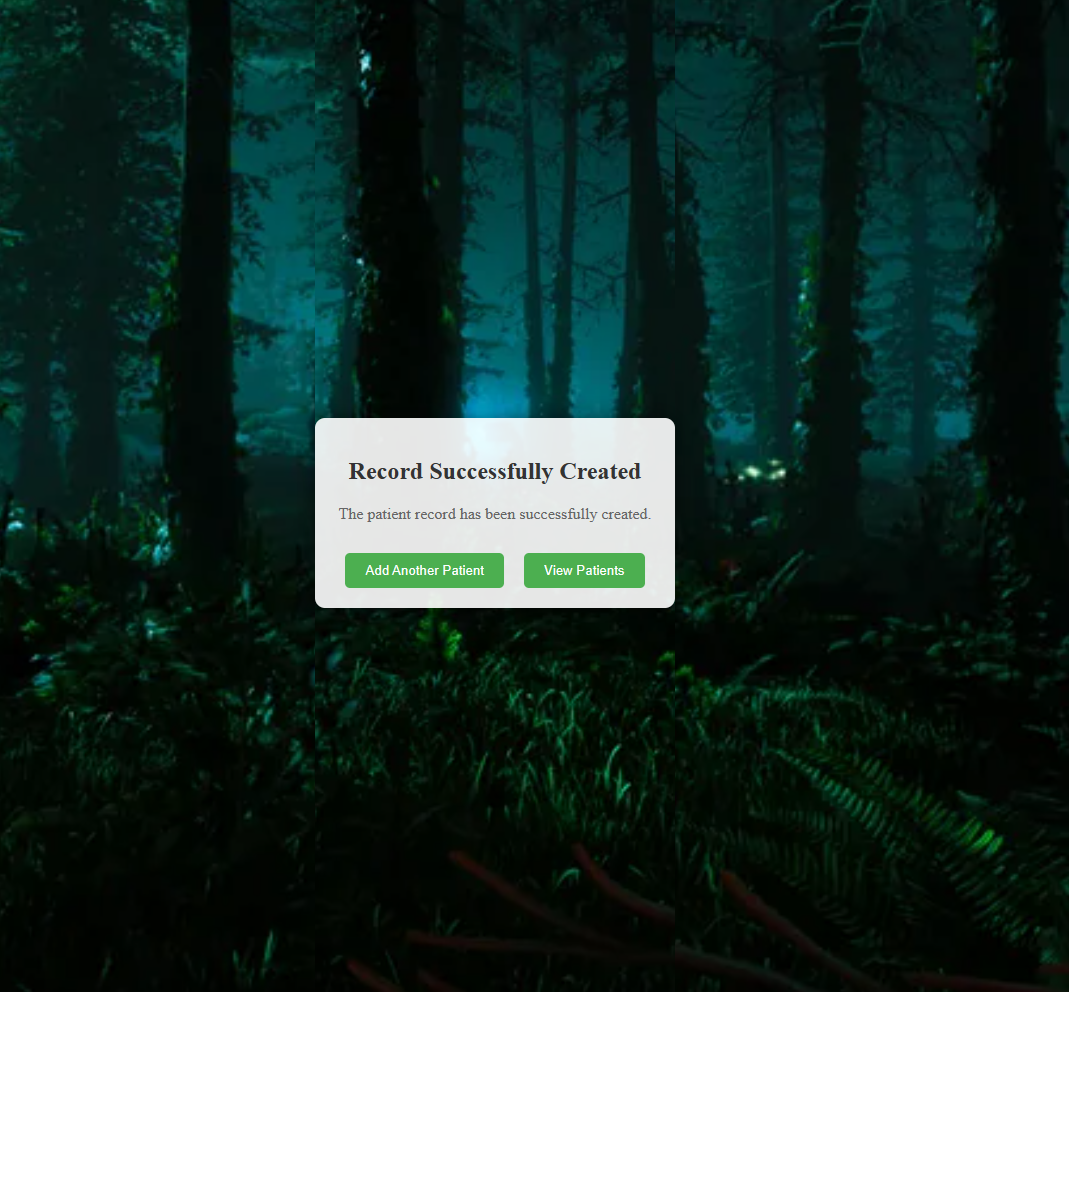 Record Successfully Created
The patient record has been successfully created.
Add Another Patient
View Patients